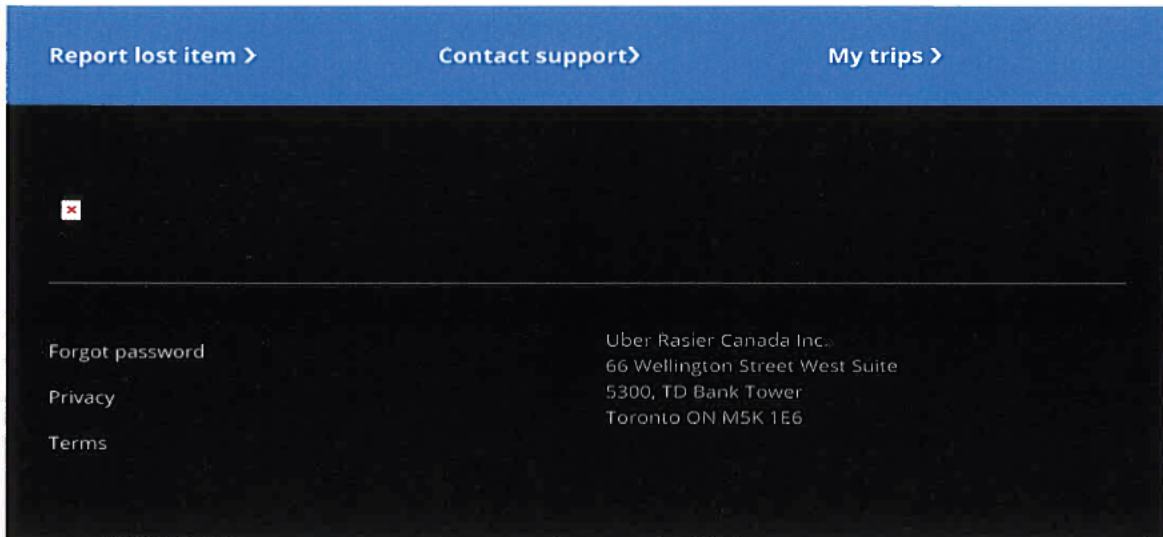 Report lost item >
Contact support>
My trips >
Forgot password
Privacy
Terms
Uber Rasier Canada Inc.
66 Wellington Street West Suite
5300, TD Bank Tower
Toronto ON M5K 1E6